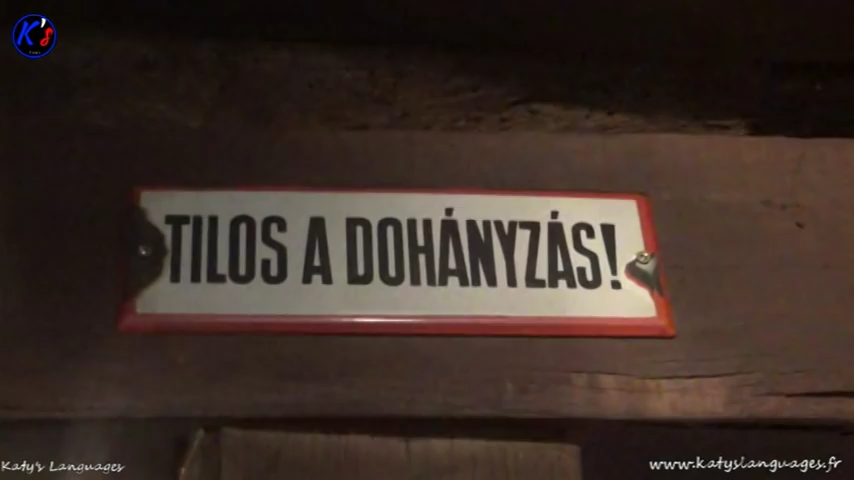 K's
TILOS A DOHÁNYZÁS!
Katy's Languages
www.katyslanguages.fr